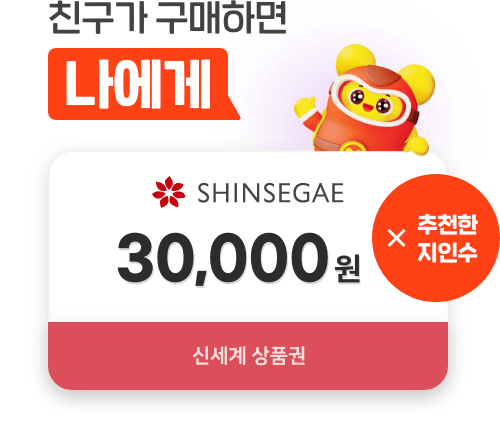 친구가 구매하면
나에게
SHINSEGAE
30,000원
× 추천한
지인수
신세계 상품권